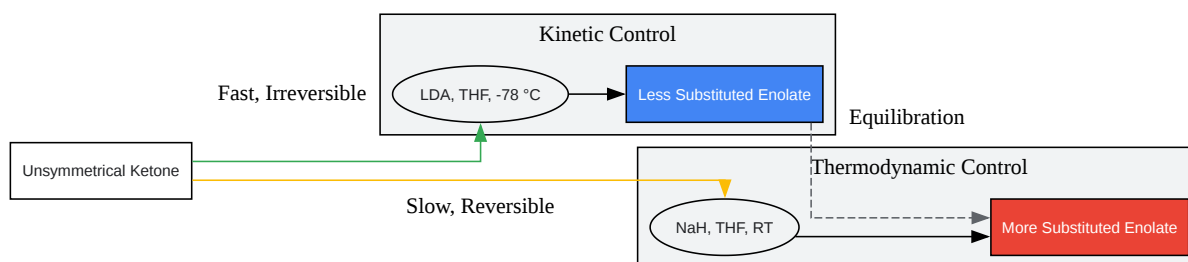 Kinetic Control
Fast, Irreversible
LDA, THF, -78 °C
Less Substituted Enolate
Equilibration
Unsymmetrical Ketone
Thermodynamic Control
Slow, Reversible
NaH, THF, RT
More Substituted Enolate